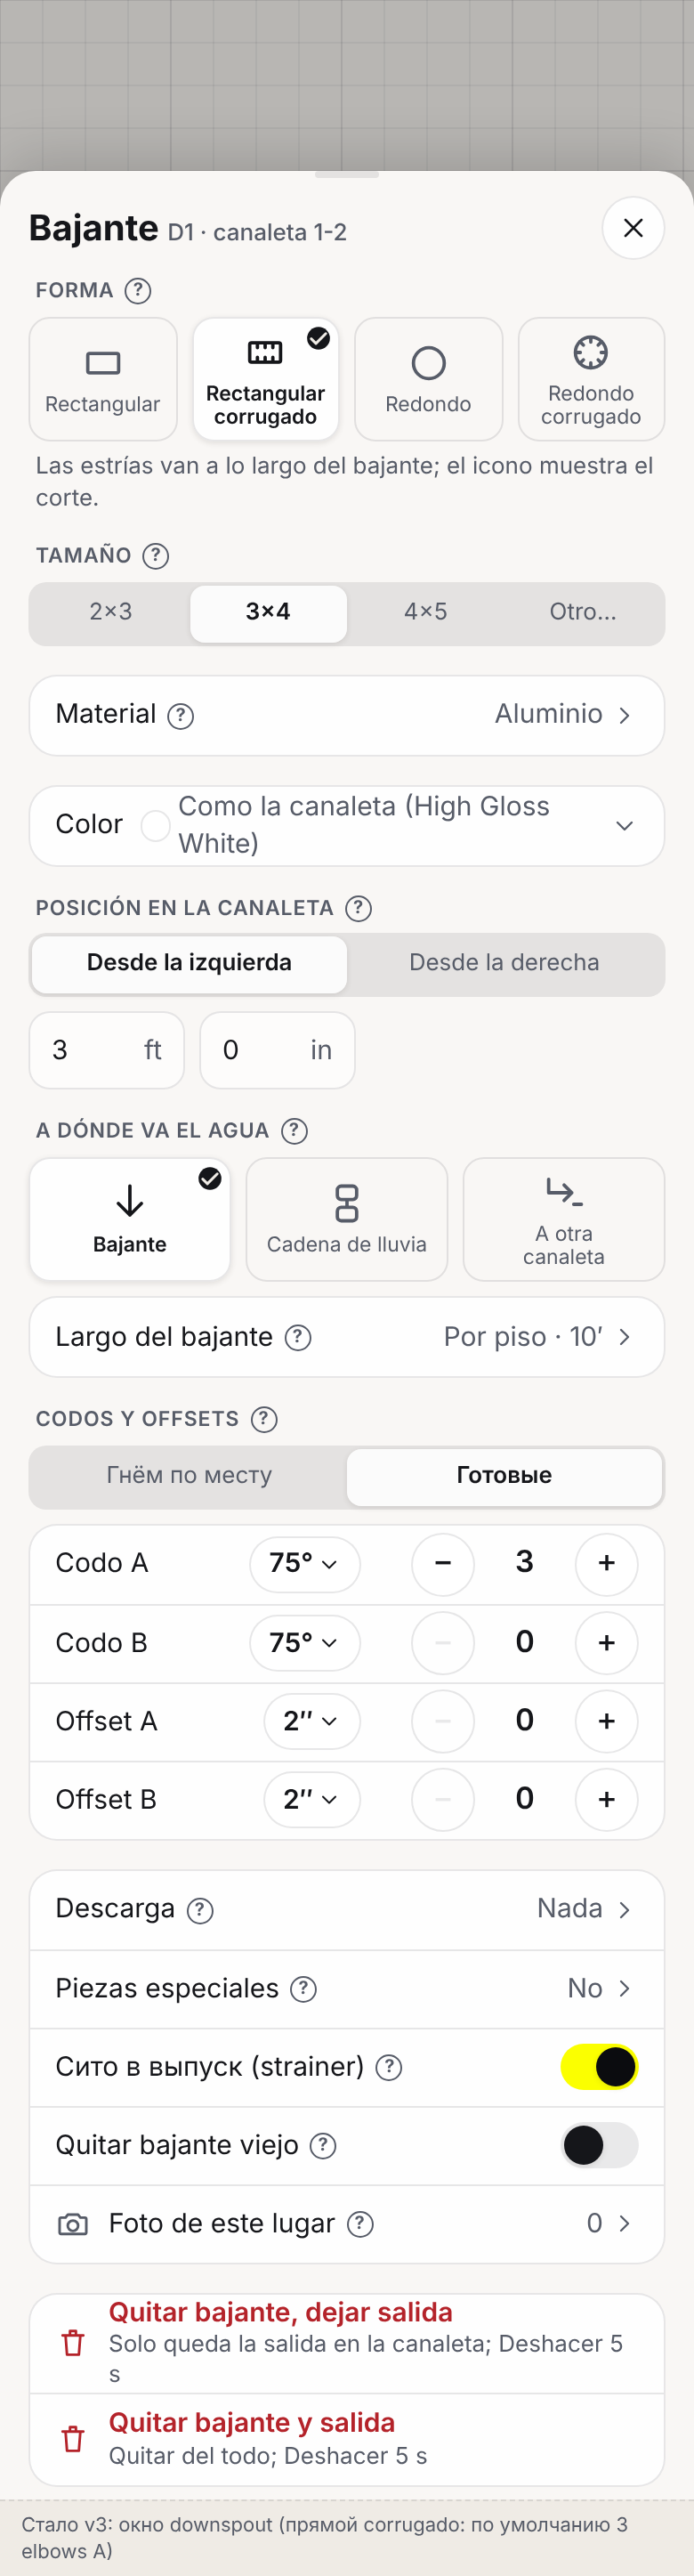 Bajante D1 · canaleta 1-2
FORMA ?
Rectangular
Rectangular
corrugado
Redondo
Redondo
corrugado
Las estrías van a lo largo del bajante; el icono muestra el
corte.
TAMAÑO ?
2×3 3×4 4×5 Otro...
Material ? Aluminio
Color Como la canaleta (High Gloss
White)
POSICIÓN EN LA CANALETA ?
Desde la izquierda Desde la derecha
3 ft 0 in
A DÓNDE VA EL AGUA ?
Bajante
Cadena de lluvia
A otra
canaleta
Largo del bajante ? Por piso · 10′
CODOS Y OFFSETS ?
Гнём по месту Готовые
Codo A 75° − 3 +
Codo B 75° − 0 +
Offset A 2″ − 0 +
Offset B 2″ − 0 +
Descarga ? Nada
Piezas especiales ? No
Сито в выпуск (strainer) ?
Quitar bajante viejo ?
Foto de este lugar ? 0
Quitar bajante, dejar salida
Solo queda la salida en la canaleta; Deshacer 5
s
Quitar bajante y salida
Quitar del todo; Deshacer 5 s
Стало v3: окно downspout (прямой corrugado: по умолчанию 3
elbows A)